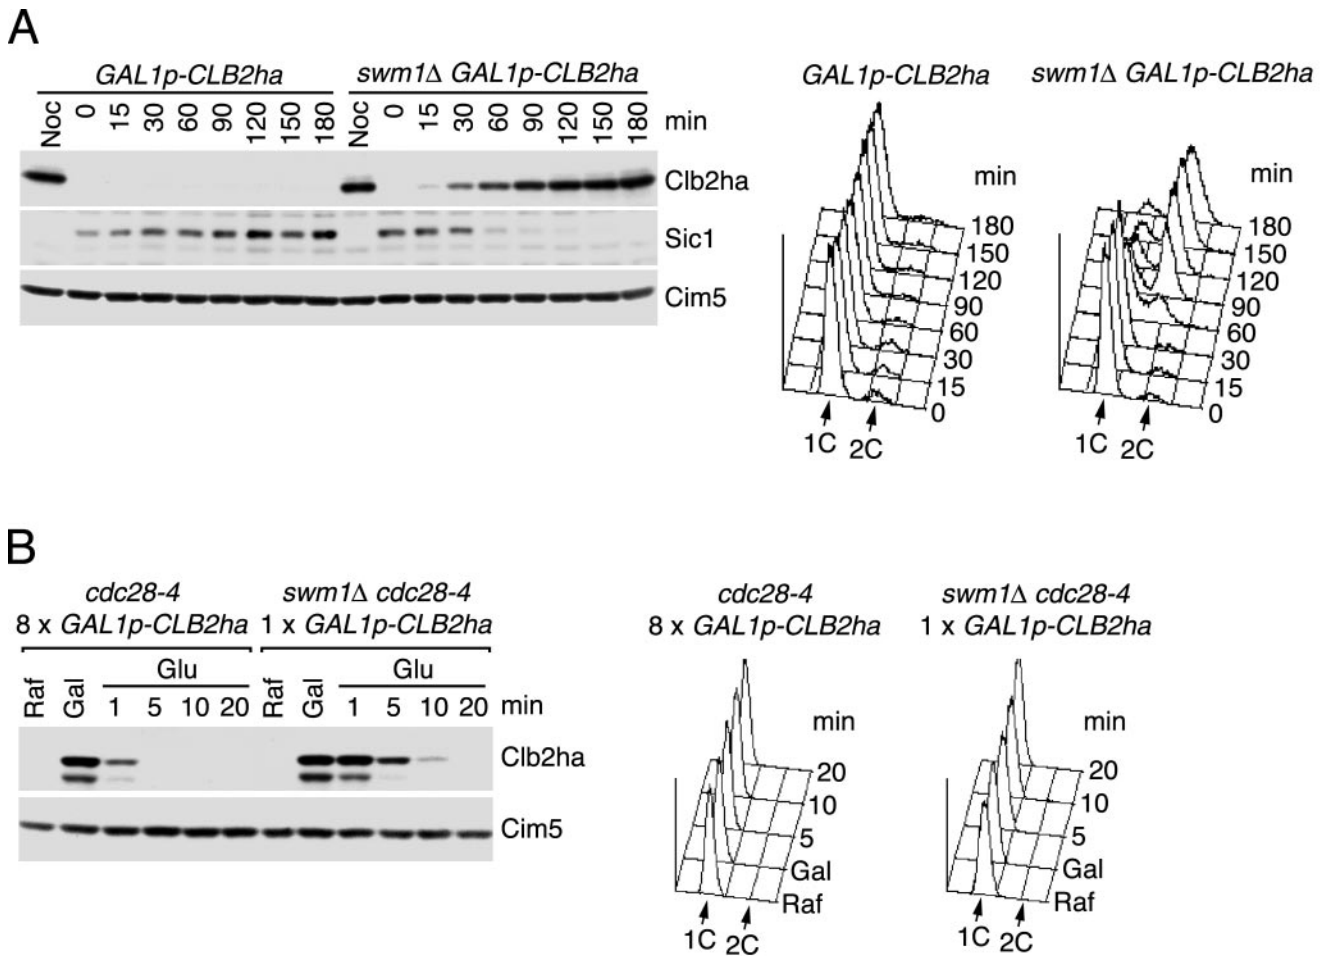 A
GAL1p-CLB2ha swm1Δ GAL1p-CLB2ha
Noc 0 15 30 60 90 120 150 180 Noc 0 15 30 60 90 120 150 180 min
Clb2ha
Sic1
Cim5
GAL1p-CLB2ha swm1Δ GAL1p-CLB2ha
min
180
150
120
90
60
30
15
0
1C 2C
min
180
150
120
90
60
30
15
0
1C 2C
B
cdc28-4 swm1Δ cdc28-4
8 x GAL1p-CLB2ha 1 x GAL1p-CLB2ha
Glu Glu
Raf Gal 1 5 10 20 Raf Gal 1 5 10 20 min
Clb2ha
Cim5
cdc28-4 swm1Δ cdc28-4
8 x GAL1p-CLB2ha 1 x GAL1p-CLB2ha
min
20
10
5
Gal
Raf
1C 2C
min
20
10
5
Gal
Raf
1C 2C